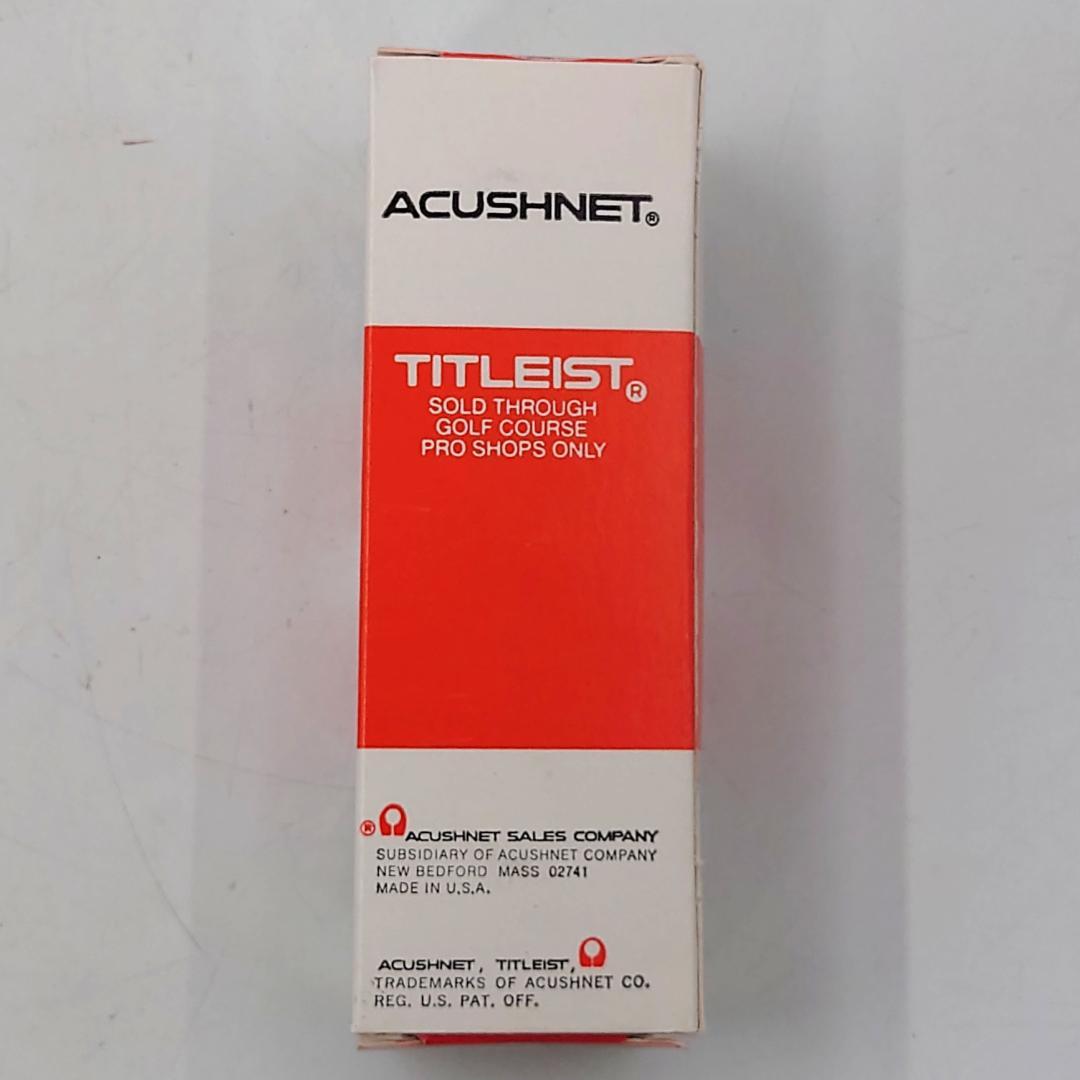 ACUSHNET®
TITLEIST®
SOLD THROUGH
GOLF COURSE
PRO SHOPS ONLY
® ACUSHNET SALES COMPANY
SUBSIDIARY OF ACUSHNET COMPANY
NEW BEDFORD MASS 02741
MADE IN U.S.A.
ACUSHNET, TITLEIST,
TRADEMARKS OF ACUSHNET CO.
REG. U.S. PAT. OFF.